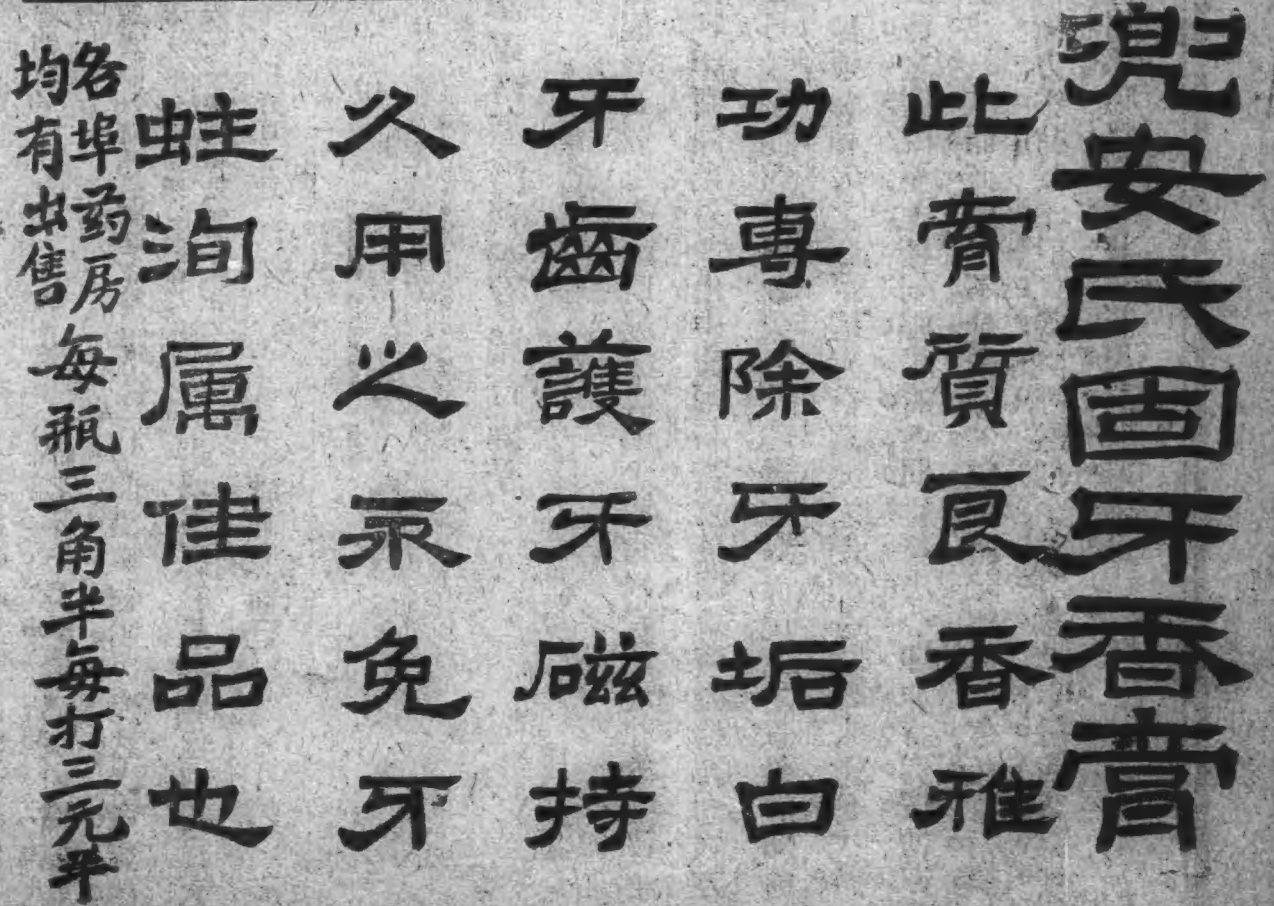 兜安氏固牙香膏
此膏質良香雅
功專除牙垢白
牙齒護牙磁持
久用之永免牙
蛀洵属佳品也
各埠药房
均有出售
每瓶三角半每打三元半